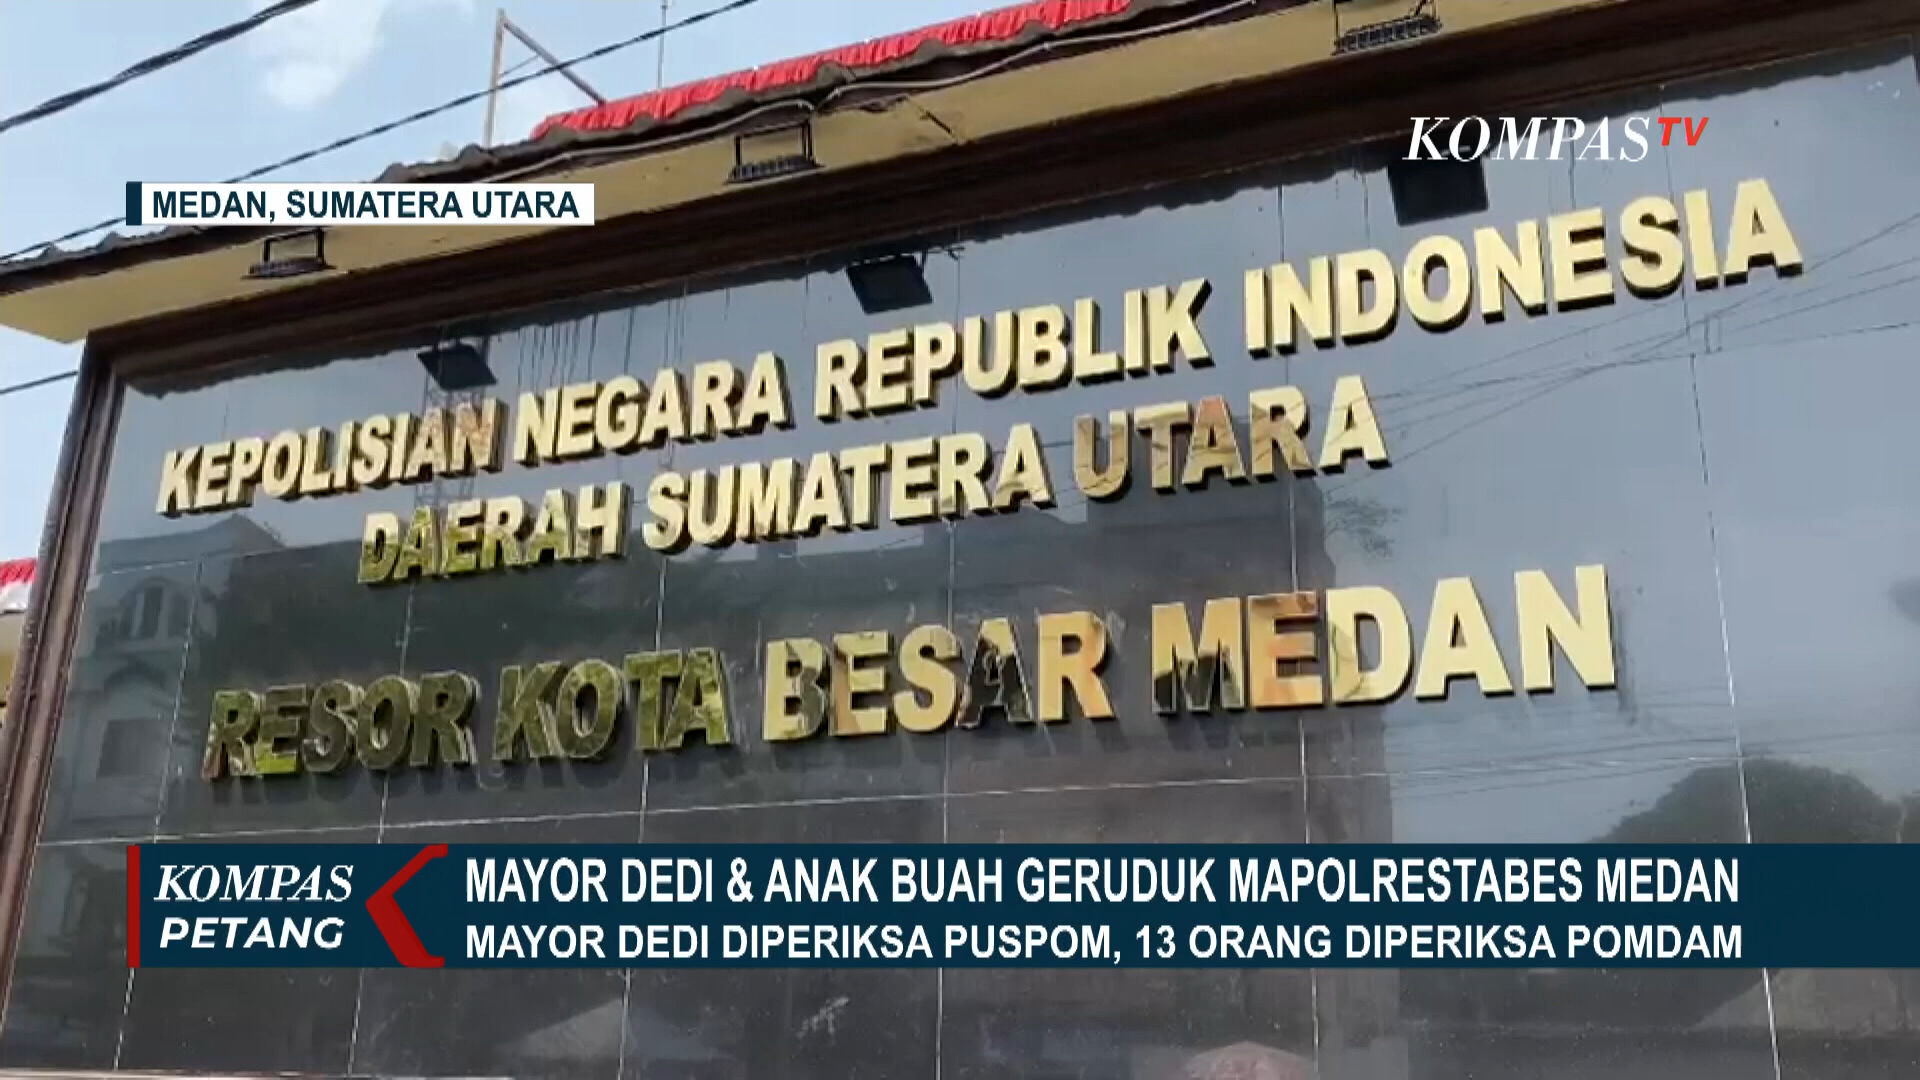 KOMPAS TV
MEDAN, SUMATERA UTARA
KEPOLISIAN NEGARA REPUBLIK INDONESIA
DAERAH SUMATERA UTARA
RESOR KOTA BESAR MEDAN
KOMPAS
PETANG
MAYOR DEDI & ANAK BUAH GERUDUK MAPOLRESTABES MEDAN
MAYOR DEDI DIPERIKSA PUSPOM, 13 ORANG DIPERIKSA POMDAM